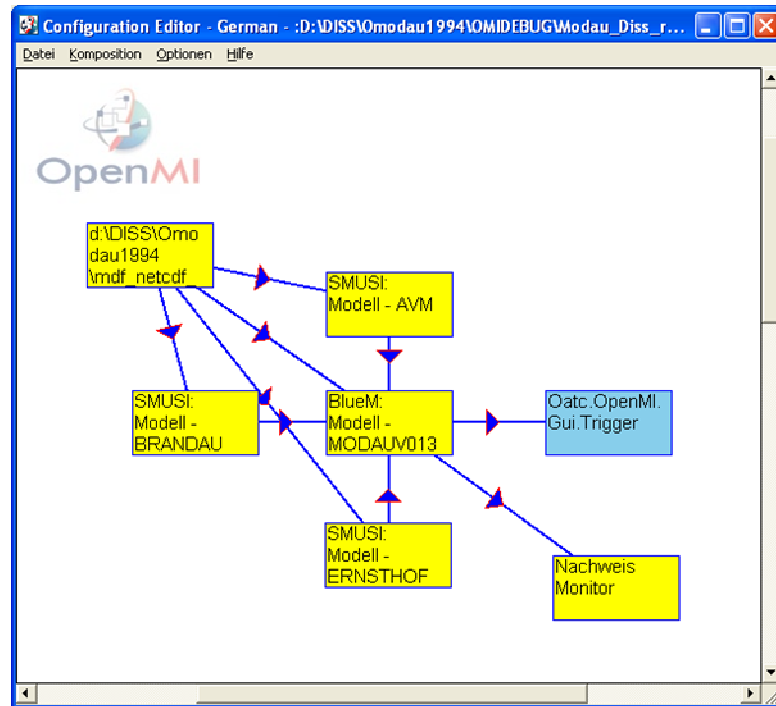 Configuration Editor - German - :D:\DISS\Omodau1994\OMIDEBUG\Modau_Diss_r...
Datei Komposition Optionen Hilfe
OpenMI
d:\DISS\Omo
dau1994
\mdf_netcdf_
SMUSI:
Modell - AVM
SMUSI:
Modell -
BRANDAU
BlueM:
Modell -
MODAUV013
Oatc.OpenMI.
Gui.Trigger
SMUSI:
Modell -
ERNSTHOF
Nachweis
Monitor